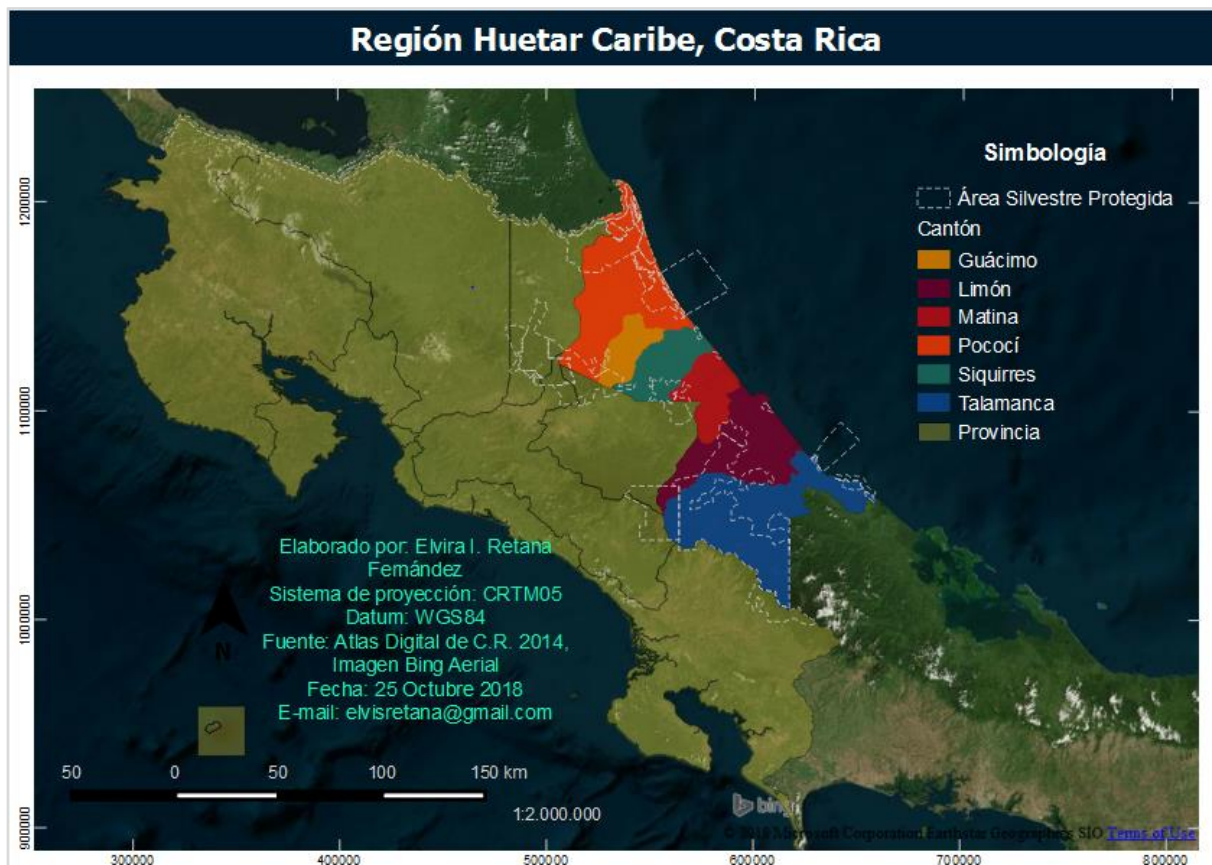 Región Huetar Caribe, Costa Rica
Simbología
Área Silvestre Protegida
Cantón
Guácimo
Limón
Matina
Pococí
Siquirres
Talamanca
Provincia
1200000
1100000
1000000
900000
Elaborado por: Elvira I. Retana
Fernández
Sistema de proyección: CRTM05
Datum: WGS84
Fuente: Atlas Digital de C.R. 2014,
Imagen Bing Aerial
Fecha: 25 Octubre 2018
E-mail: elvisretana@gmail.com
N
50 0 50 100 150 km
1:2.000.000
bing
Microsoft Corporation Earthstar Geographics SIO Terms of Use
300000 400000 500000 600000 700000 800000